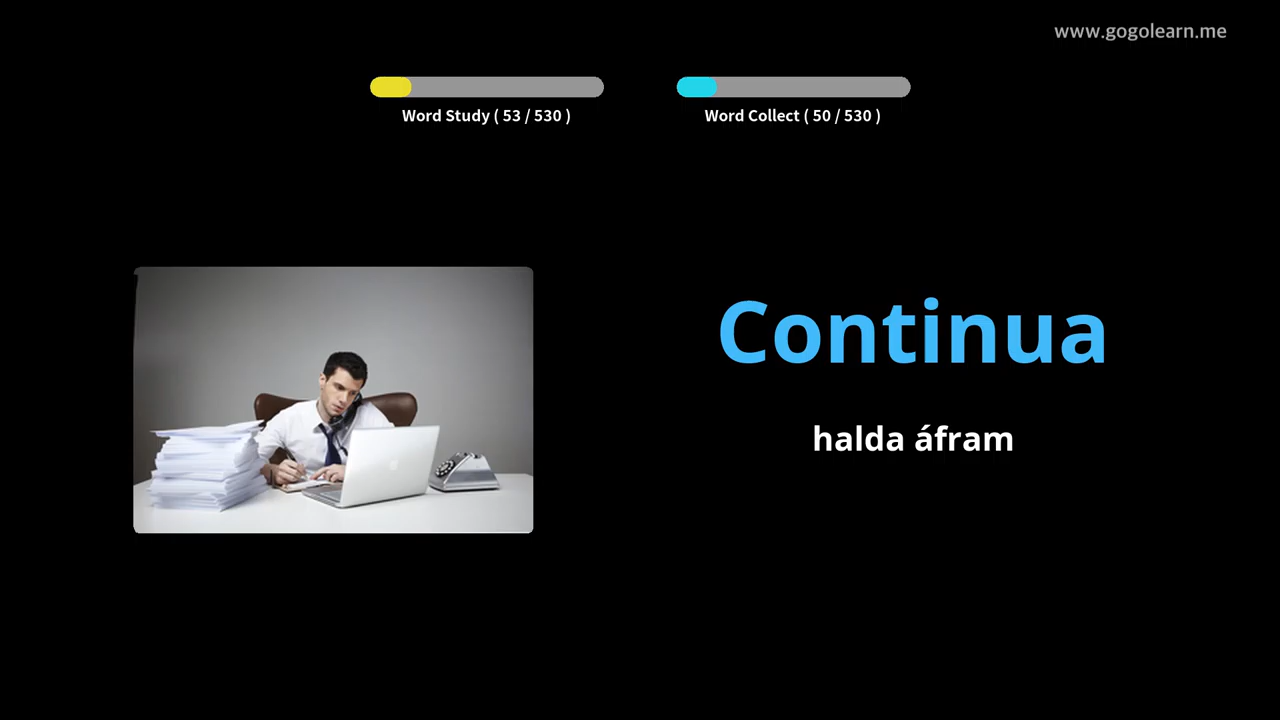 www.gogolearn.me
Word Study ( 53 / 530 )
Word Collect ( 50 / 530 )
Continua
halda áfram